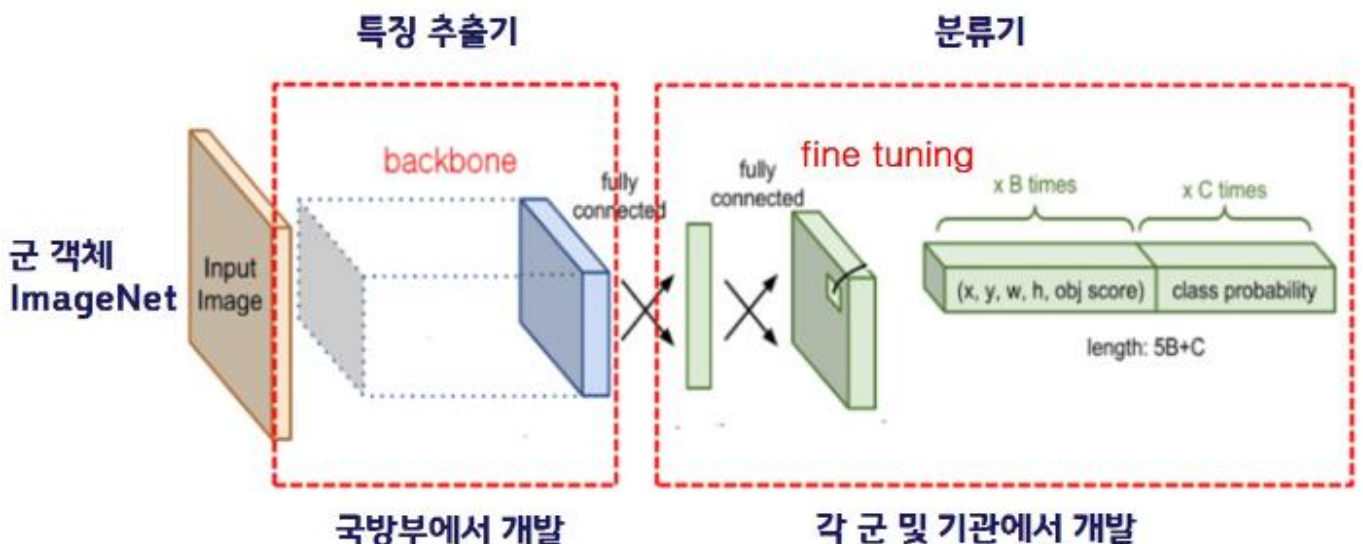 특징 추출기
분류기
backbone
fully
connected
fully
connected
fine tuning
x B times
x C times
군 객체
ImageNet
Input
Image
(x, y, w, h, obj score)
class probability
length: 5B+C
국방부에서 개발
각 군 및 기관에서 개발